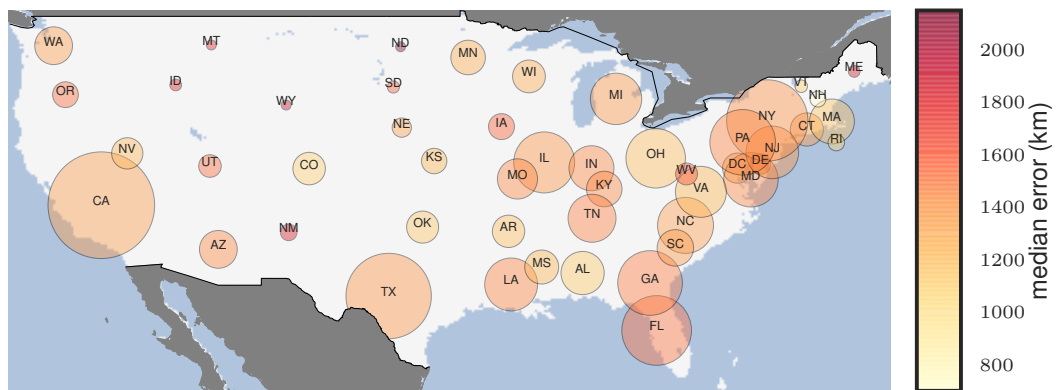 WA
MT
ND
MN
ME
OR
ID
WY
SD
WI
MI
VT
NH
NV
NE
IA
NY
MA
CT
RI
PA
NJ
UT
CO
KS
MO
IL
IN
OH
KY
WV
DC
DE
MD
VA
CA
AZ
NM
OK
AR
TN
NC
SC
TX
LA
MS
AL
GA
FL
2000
1800
1600
1400
1200
1000
800
median error (km)